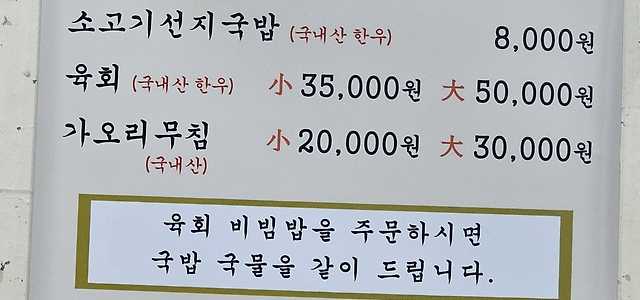 소고기선지국밥 (국내산 한우) 8,000원
육회 (국내산 한우) 小 35,000원 大 50,000원
가오리무침 小 20,000원 大 30,000원
(국내산)
육회 비빔밥을 주문하시면
국밥 국물을 같이 드립니다.